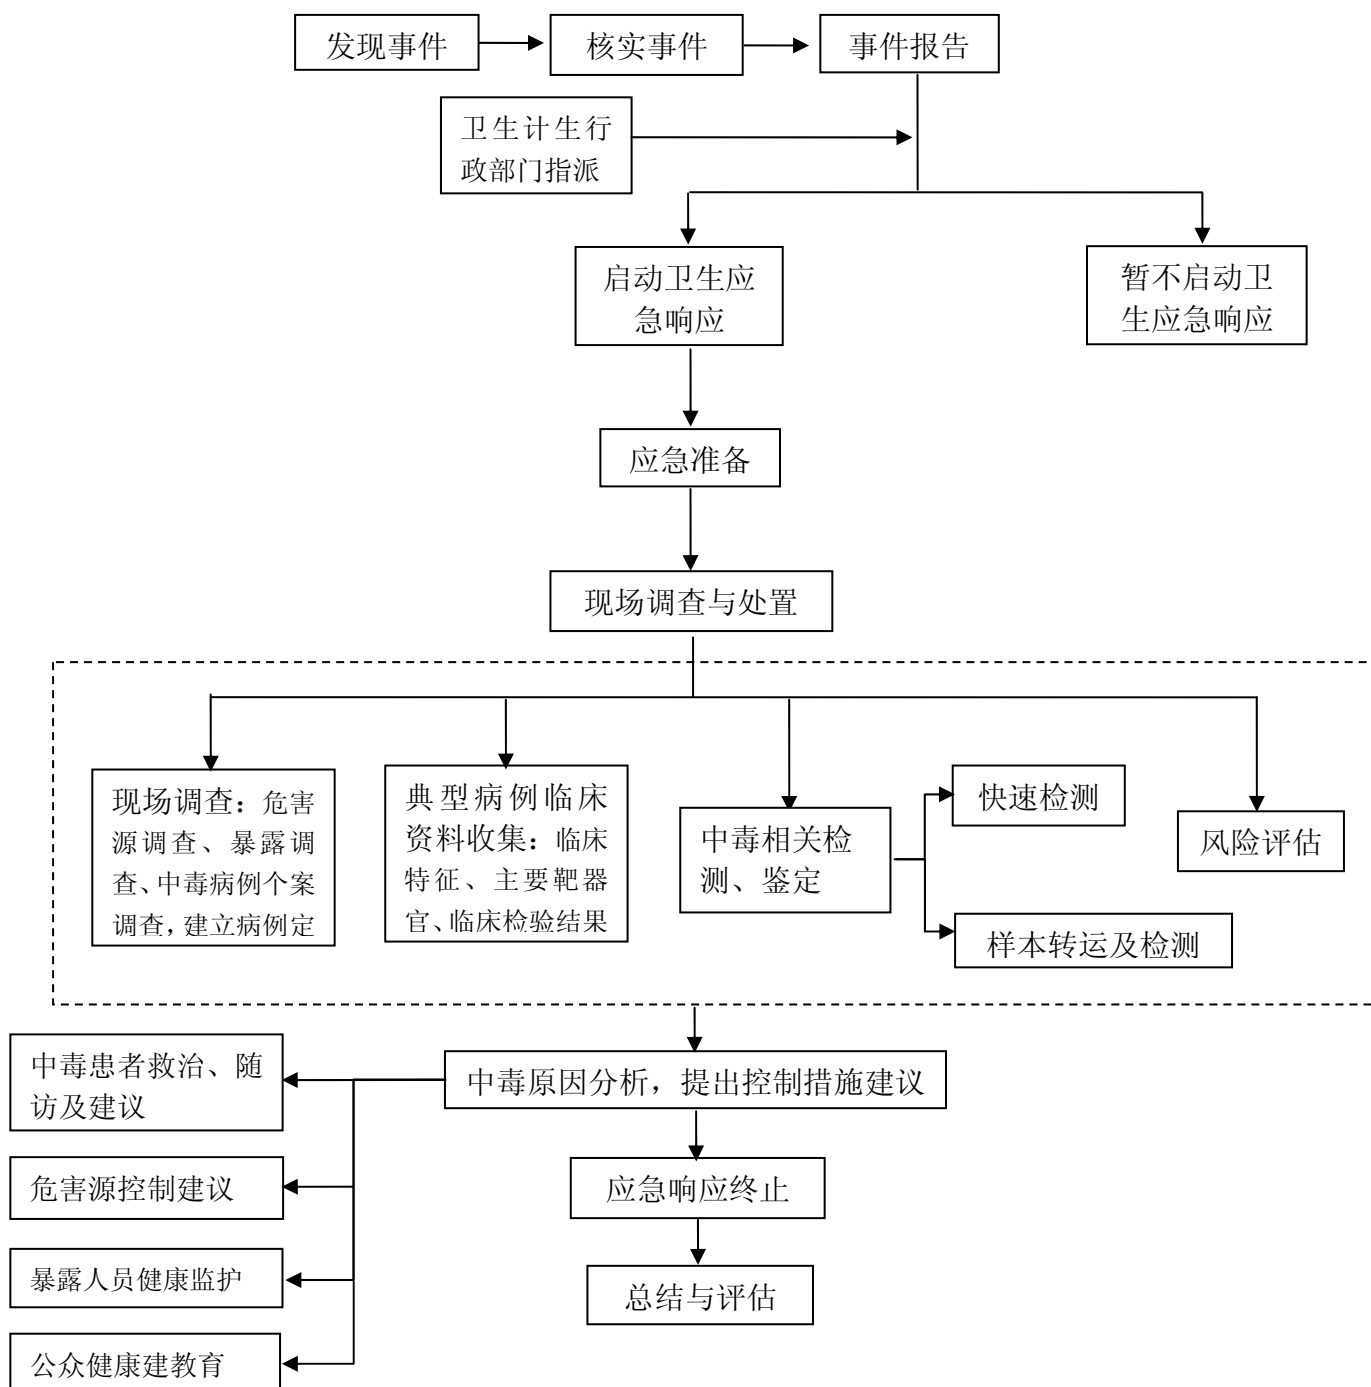 发现事件
核实事件
事件报告
卫生计生行
政部门指派
启动卫生应
急响应
暂不启动卫
生应急响应
应急准备
现场调查与处置
现场调查：危害
源调查、暴露调
查、中毒病例个案
调查，建立病例定
典型病例临床
资料收集：临床
特征、主要靶器
官、临床检验结果
中毒相关检
测、鉴定
快速检测
样本转运及检测
风险评估
中毒原因分析，提出控制措施建议
中毒患者救治、随
访及建议
危害源控制建议
暴露人员健康监护
公众健康建教育
应急响应终止
总结与评估